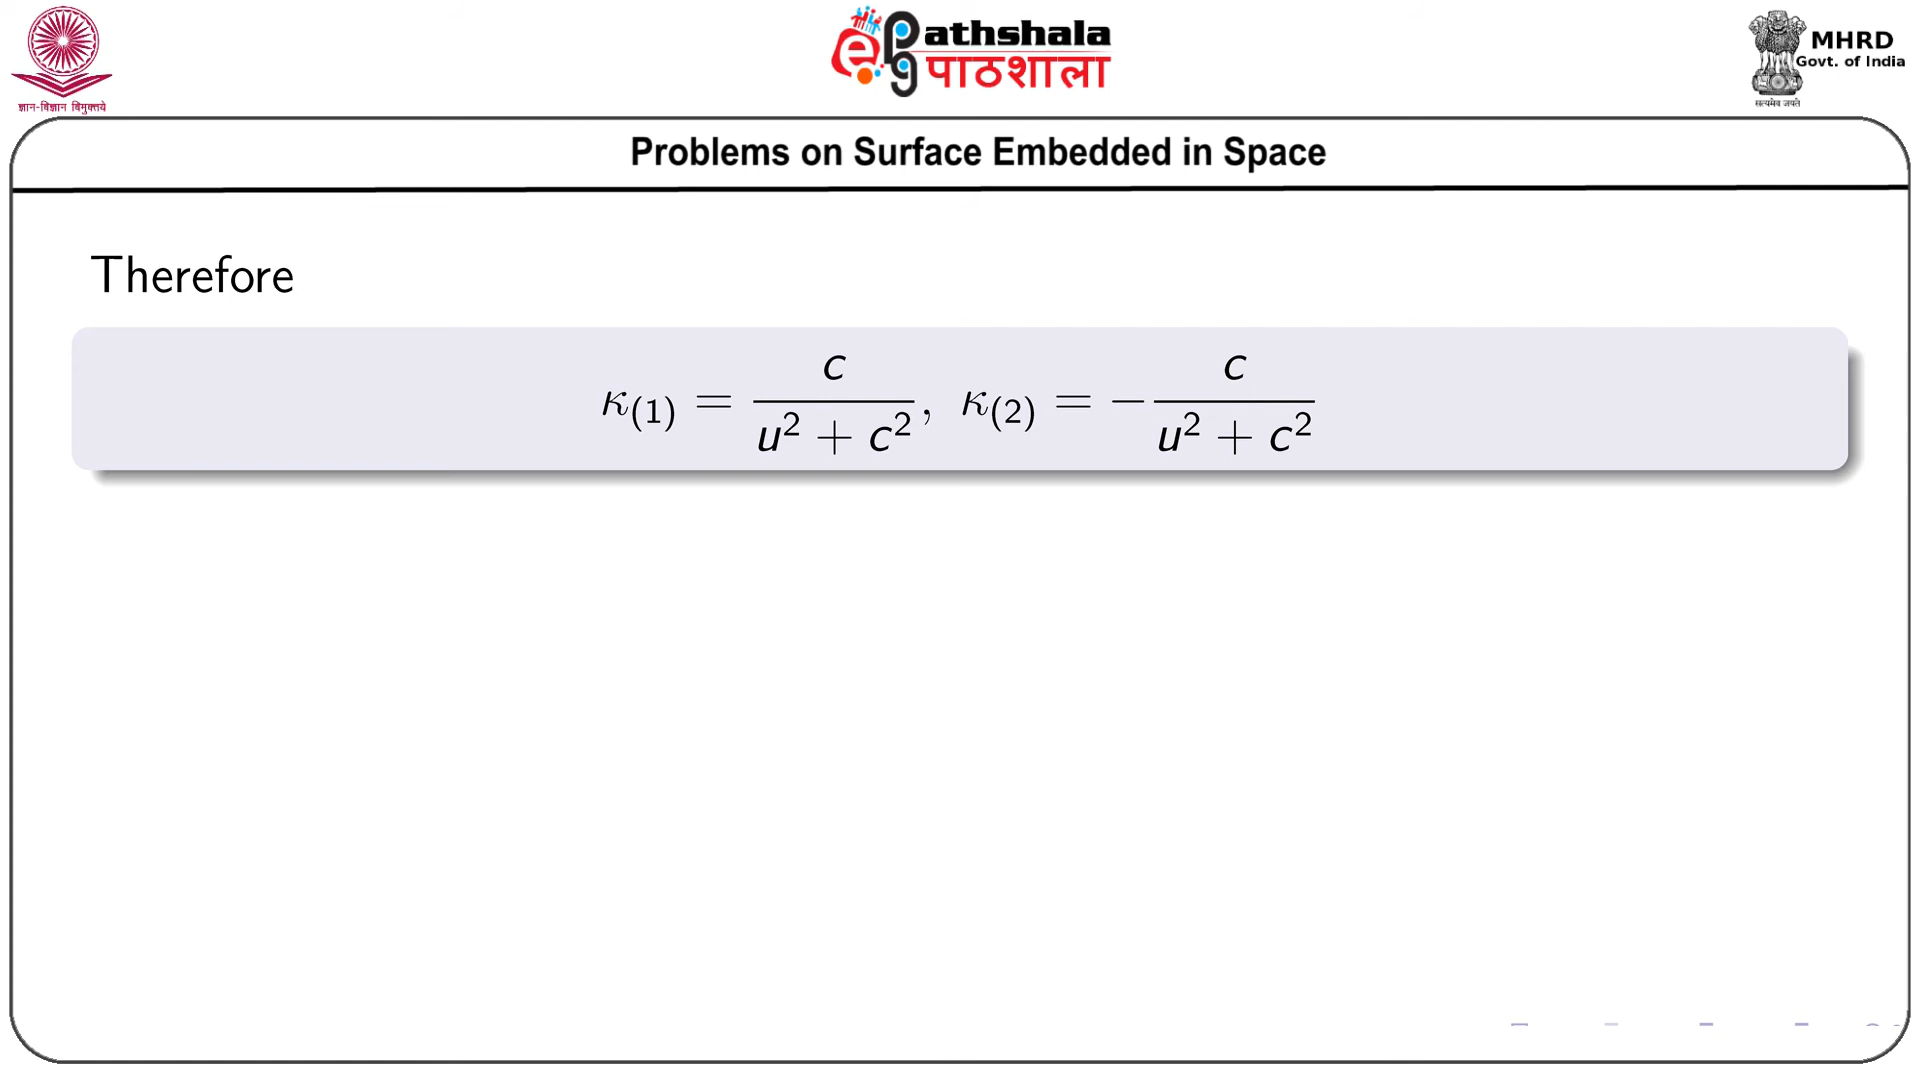 ज्ञान-विज्ञान विमुक्तये
ePG Pathshala
पाठशाला
MHRD
Govt. of India
सत्यमेव जयते
Problems on Surface Embedded in Space
Therefore
κ₍₁₎ = c / (u² + c²), κ₍₂₎ = −c / (u² + c²)